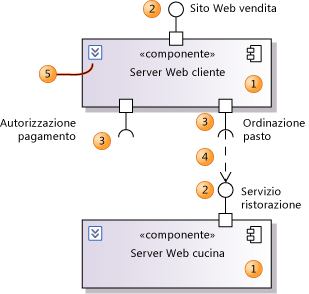 2
Sito Web vendita
«componente»
5
Server Web cliente
1
Autorizzazione
pagamento
3
3
Ordinazione
pasto
4
2
Servizio
ristorazione
«componente»
Server Web cucina
1